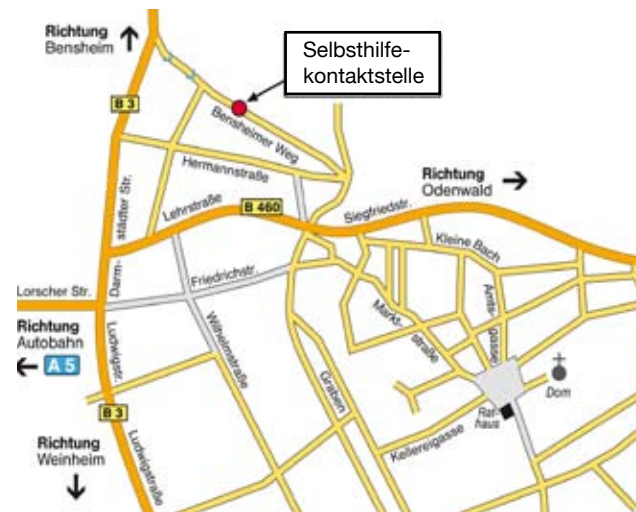 Richtung
Bensheim
Selbsthilfe-
kontaktstelle
B 3
Bensheimer Weg
Hermannstraße
Richtung
Odenwald
Lehrstraße
B 460
Siegfriedstr.
Darm-
städter Str.
Kleine Bach
Friedrichstr.
Lorscher Str.
Richtung
Autobahn
A 5
Ludwigstr.
Wilhelmstraße
Markt-
straße
Amts-
gasse
Graben
Dom
Rat-
haus
B 3
Kellereigasse
Richtung
Weinheim
Ludwigstraße